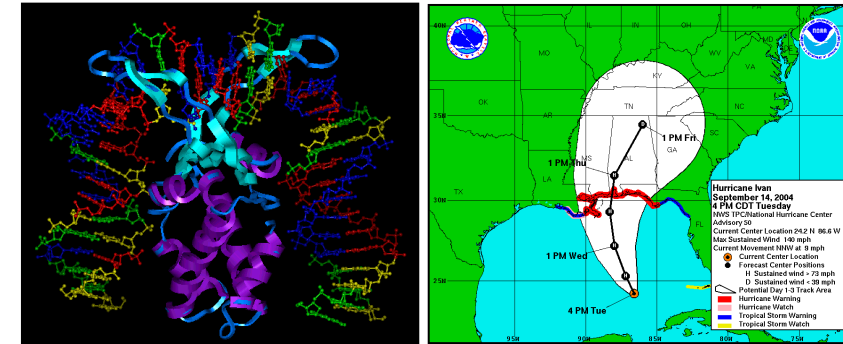 40N
IL
IN
OH
PA
MD
DE
NOAA
MO
WV
VA
KY
35N
OK
AR
TN
NC
1 PM Fri
SC
GA
1 PM Thu
MS
AL
LA
TX
30N
FL
1 PM Wed
25N
4 PM Tue
95W
90W
85W
80W
Hurricane Ivan
September 14, 2004
4 PM CDT Tuesday
NWS TPC/National Hurricane Center
Advisory 50
Current Center Location 24.2 N 86.6 W
Max Sustained Wind 140 mph
Current Movement NNW at 9 mph
Current Center Location
Forecast Center Positions
H Sustained wind > 73 mph
D Sustained wind < 39 mph
Potential Day 1-3 Track Area
Hurricane Warning
Hurricane Watch
Tropical Storm Warning
Tropical Storm Watch